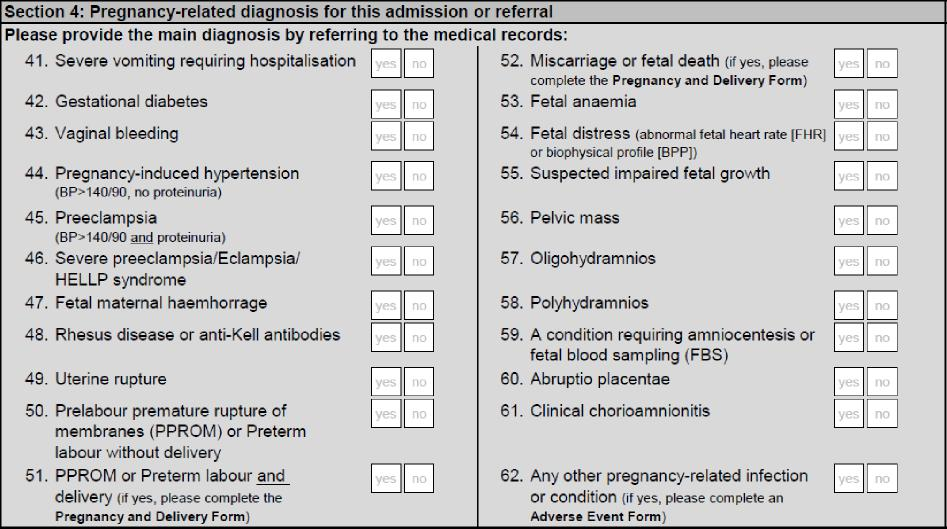 Section 4: Pregnancy-related diagnosis for this admission or referral
Please provide the main diagnosis by referring to the medical records:
41. Severe vomiting requiring hospitalisation yes no
42. Gestational diabetes yes no
43. Vaginal bleeding yes no
44. Pregnancy-induced hypertension yes no
(BP>140/90, no proteinuria)
45. Preeclampsia yes no
(BP>140/90 and proteinuria)
46. Severe preeclampsia/Eclampsia/ yes no
HELLP syndrome
47. Fetal maternal haemhorrage yes no
48. Rhesus disease or anti-Kell antibodies yes no
49. Uterine rupture yes no
50. Prelabour premature rupture of yes no
membranes (PPROM) or Preterm
labour without delivery
51. PPROM or Preterm labour and yes no
delivery (if yes, please complete the
Pregnancy and Delivery Form)
52. Miscarriage or fetal death (if yes, please yes no
complete the Pregnancy and Delivery Form)
53. Fetal anaemia yes no
54. Fetal distress (abnormal fetal heart rate [FHR] yes no
or biophysical profile [BPP])
55. Suspected impaired fetal growth yes no
56. Pelvic mass yes no
57. Oligohydramnios yes no
58. Polyhydramnios yes no
59. A condition requiring amniocentesis or yes no
fetal blood sampling (FBS)
60. Abruptio placentae yes no
61. Clinical chorioamnionitis yes no
62. Any other pregnancy-related infection yes no
or condition (if yes, please complete an
Adverse Event Form)